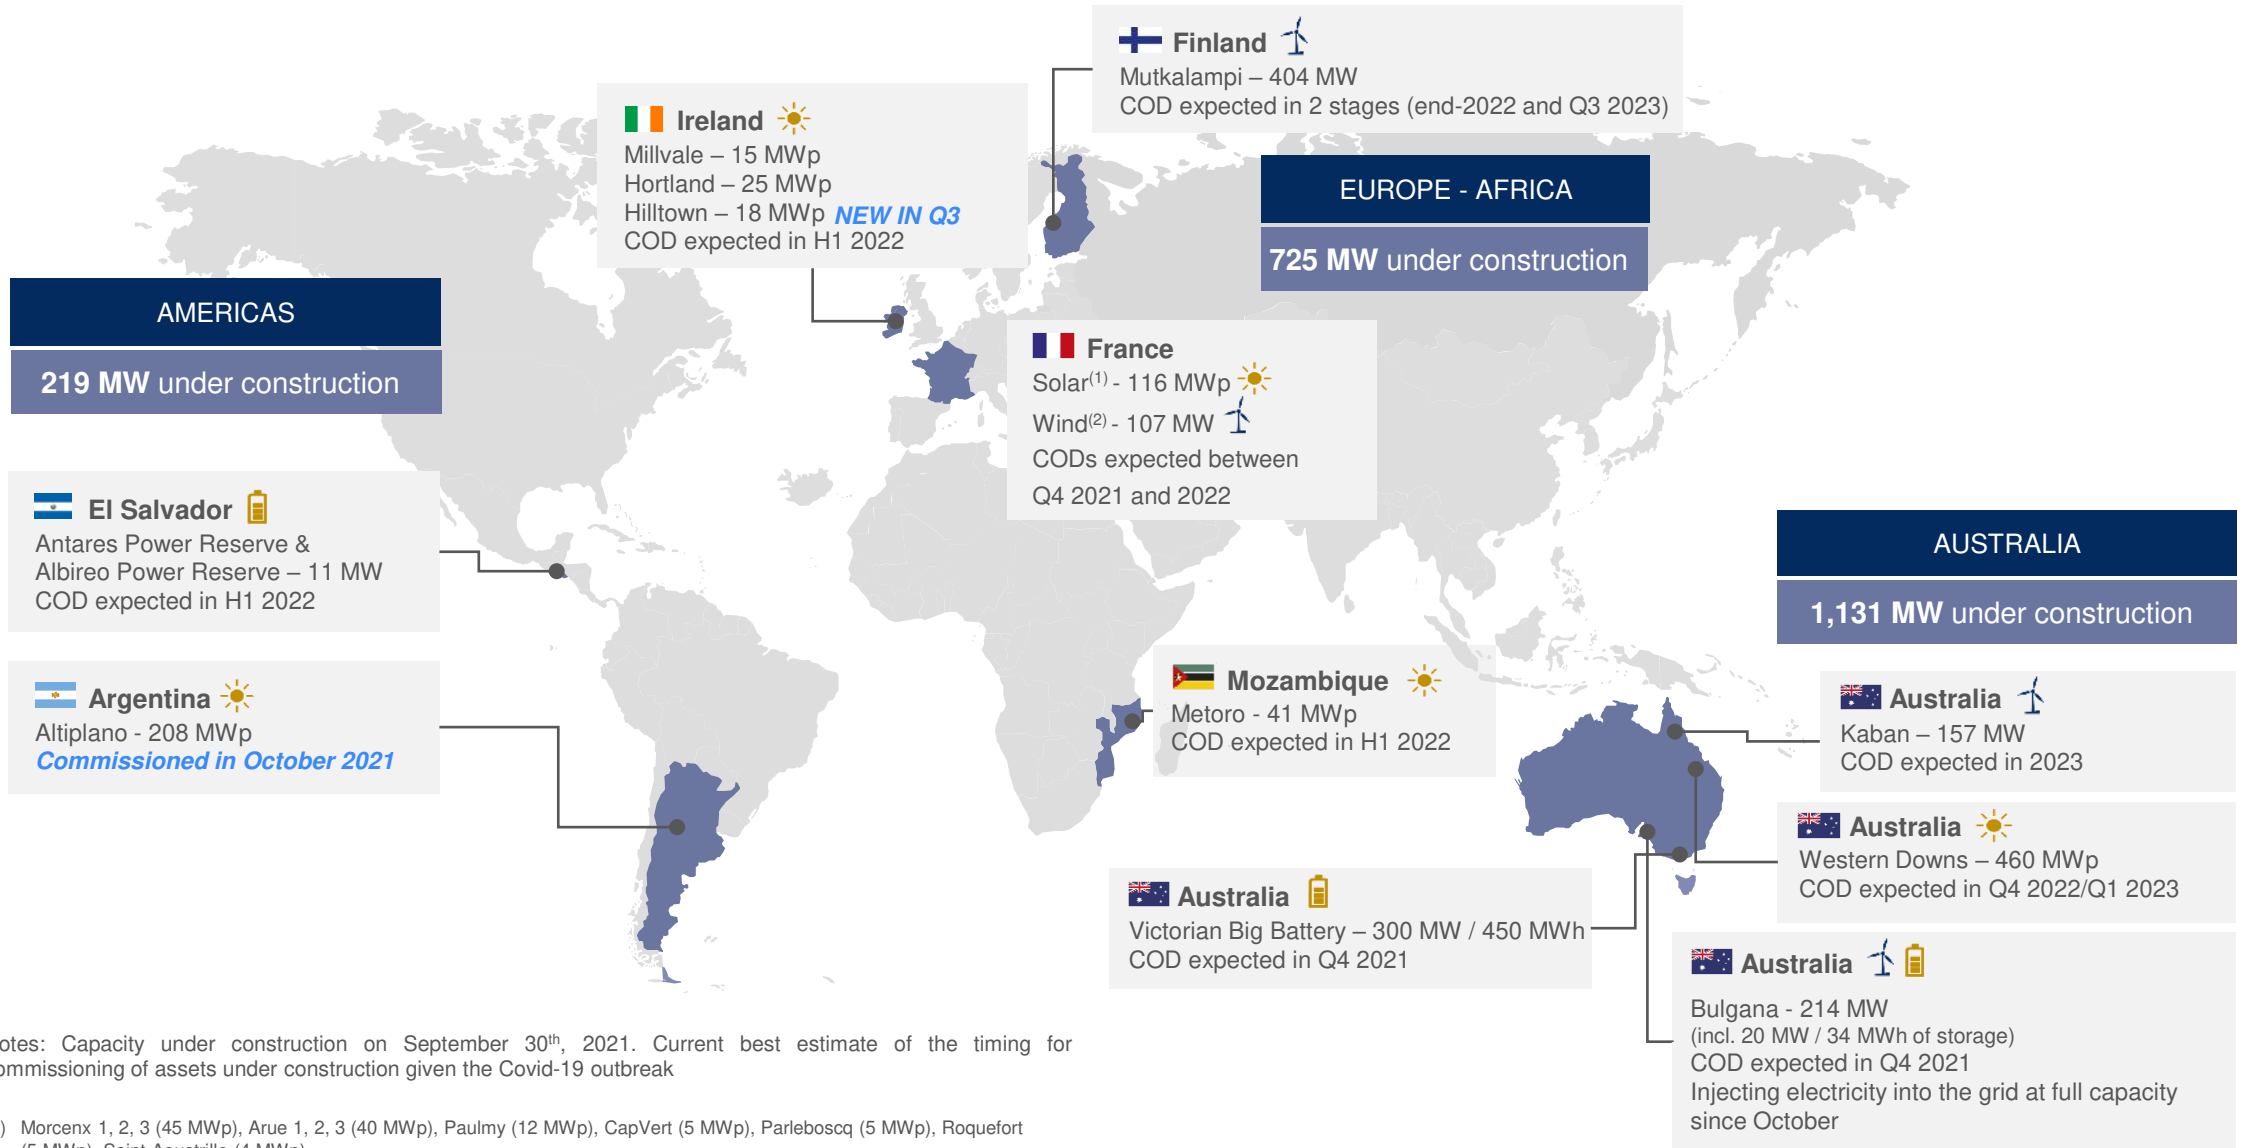 Finland
Mutkalampi – 404 MW
COD expected in 2 stages (end-2022 and Q3 2023)
Ireland
Millvale – 15 MWp
Hortland – 25 MWp
Hilltown – 18 MWp NEW IN Q3
COD expected in H1 2022
EUROPE - AFRICA
725 MW under construction
AMERICAS
219 MW under construction
France
Solar(1) - 116 MWp
Wind(2) - 107 MW
CODs expected between
Q4 2021 and 2022
El Salvador
Antares Power Reserve &
Albireo Power Reserve – 11 MW
COD expected in H1 2022
AUSTRALIA
1,131 MW under construction
Argentina
Altiplano - 208 MWp
Commissioned in October 2021
Mozambique
Metoro - 41 MWp
COD expected in H1 2022
Australia
Kaban – 157 MW
COD expected in 2023
Australia
Western Downs – 460 MWp
COD expected in Q4 2022/Q1 2023
Australia
Victorian Big Battery – 300 MW / 450 MWh
COD expected in Q4 2021
Australia
Bulgana - 214 MW
(incl. 20 MW / 34 MWh of storage)
COD expected in Q4 2021
Injecting electricity into the grid at full capacity
since October
otes: Capacity under construction on September 30th, 2021. Current best estimate of the timing for
ommissioning of assets under construction given the Covid-19 outbreak
) Morcenx 1, 2, 3 (45 MWp), Arue 1, 2, 3 (40 MWp), Paulmy (12 MWp), CapVert (5 MWp), Parleboscq (5 MWp), Roquefort